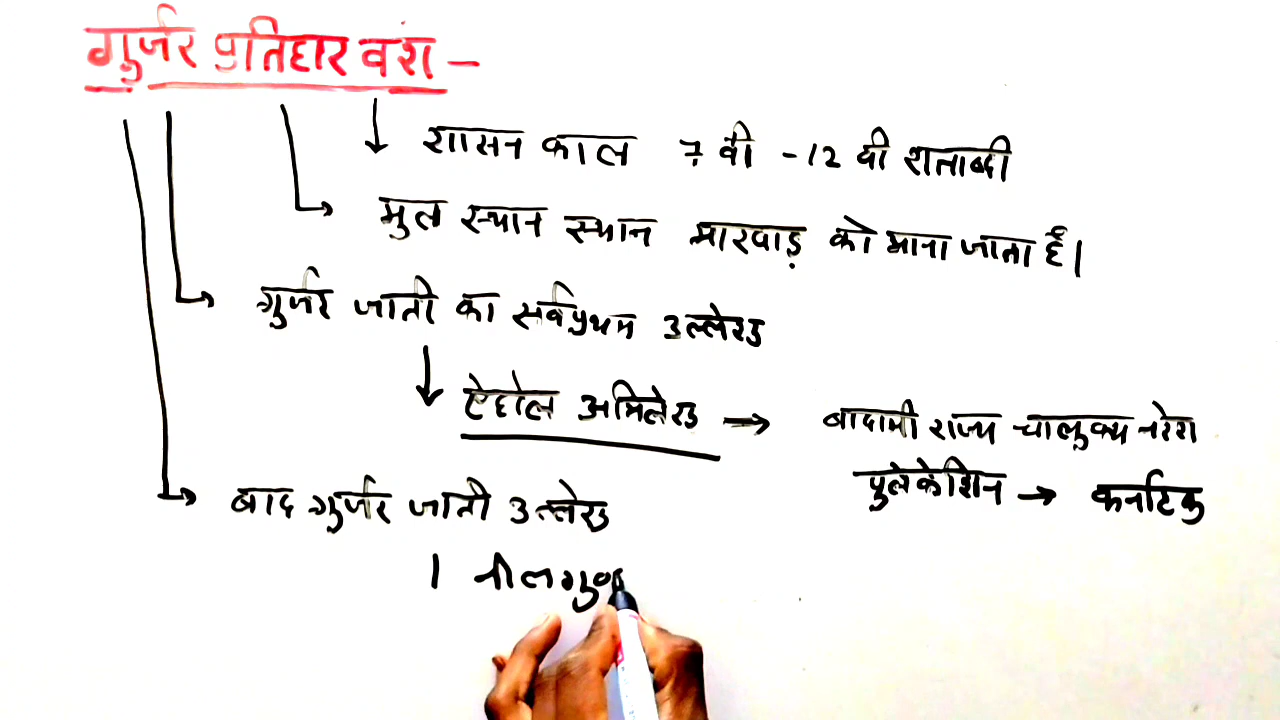 गुर्जर प्रतिहार वंश -
शासन काल 7 वी - 12 वी शताब्दी
मुल स्थान स्थान मारवाड़ को माना जाता है।
गुर्जर जाती का सर्वप्रथम उल्लेख
ऐहोल अभिलेख → बादामी राज्य चालुक्य नरेश
पुलकेशिन → कर्नाटक
बाद गुर्जर जाती उल्लेख
1 नीलगुण